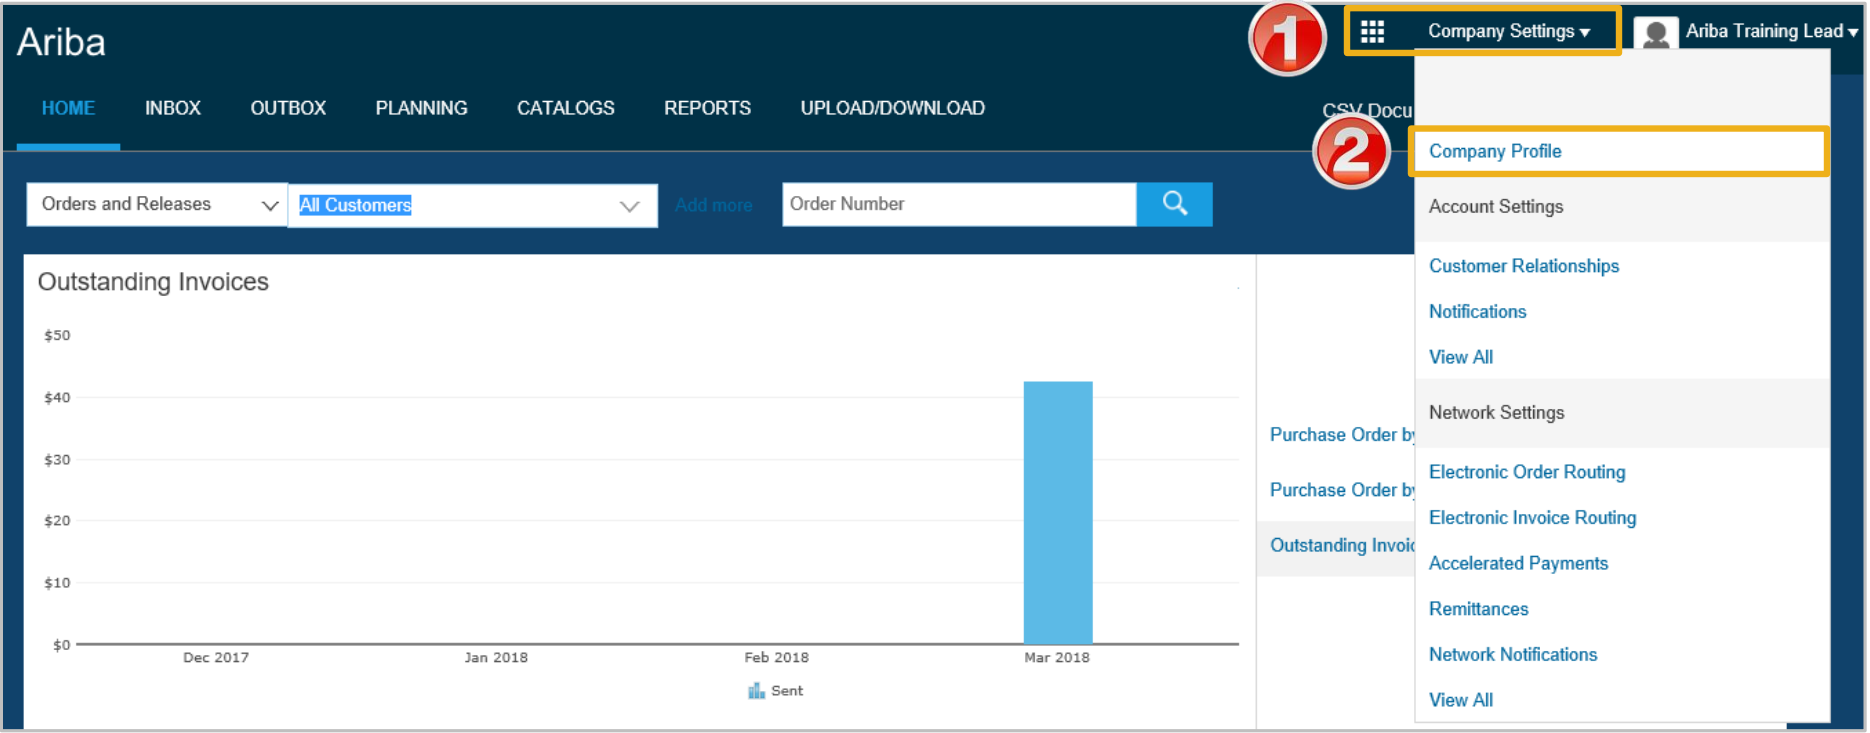 Ariba
1
Company Settings
Ariba Training Lead
HOME
INBOX
OUTBOX
PLANNING
CATALOGS
REPORTS
UPLOAD/DOWNLOAD
CSV Docu
2
Company Profile
Account Settings
Customer Relationships
Notifications
View All
Network Settings
Electronic Order Routing
Electronic Invoice Routing
Accelerated Payments
Remittances
Network Notifications
View All
Orders and Releases
All Customers
Add more
Order Number
Outstanding Invoices
$50
$40
$30
$20
$10
$0
Dec 2017
Jan 2018
Feb 2018
Mar 2018
Sent
Purchase Order by
Purchase Order by
Outstanding Invoic